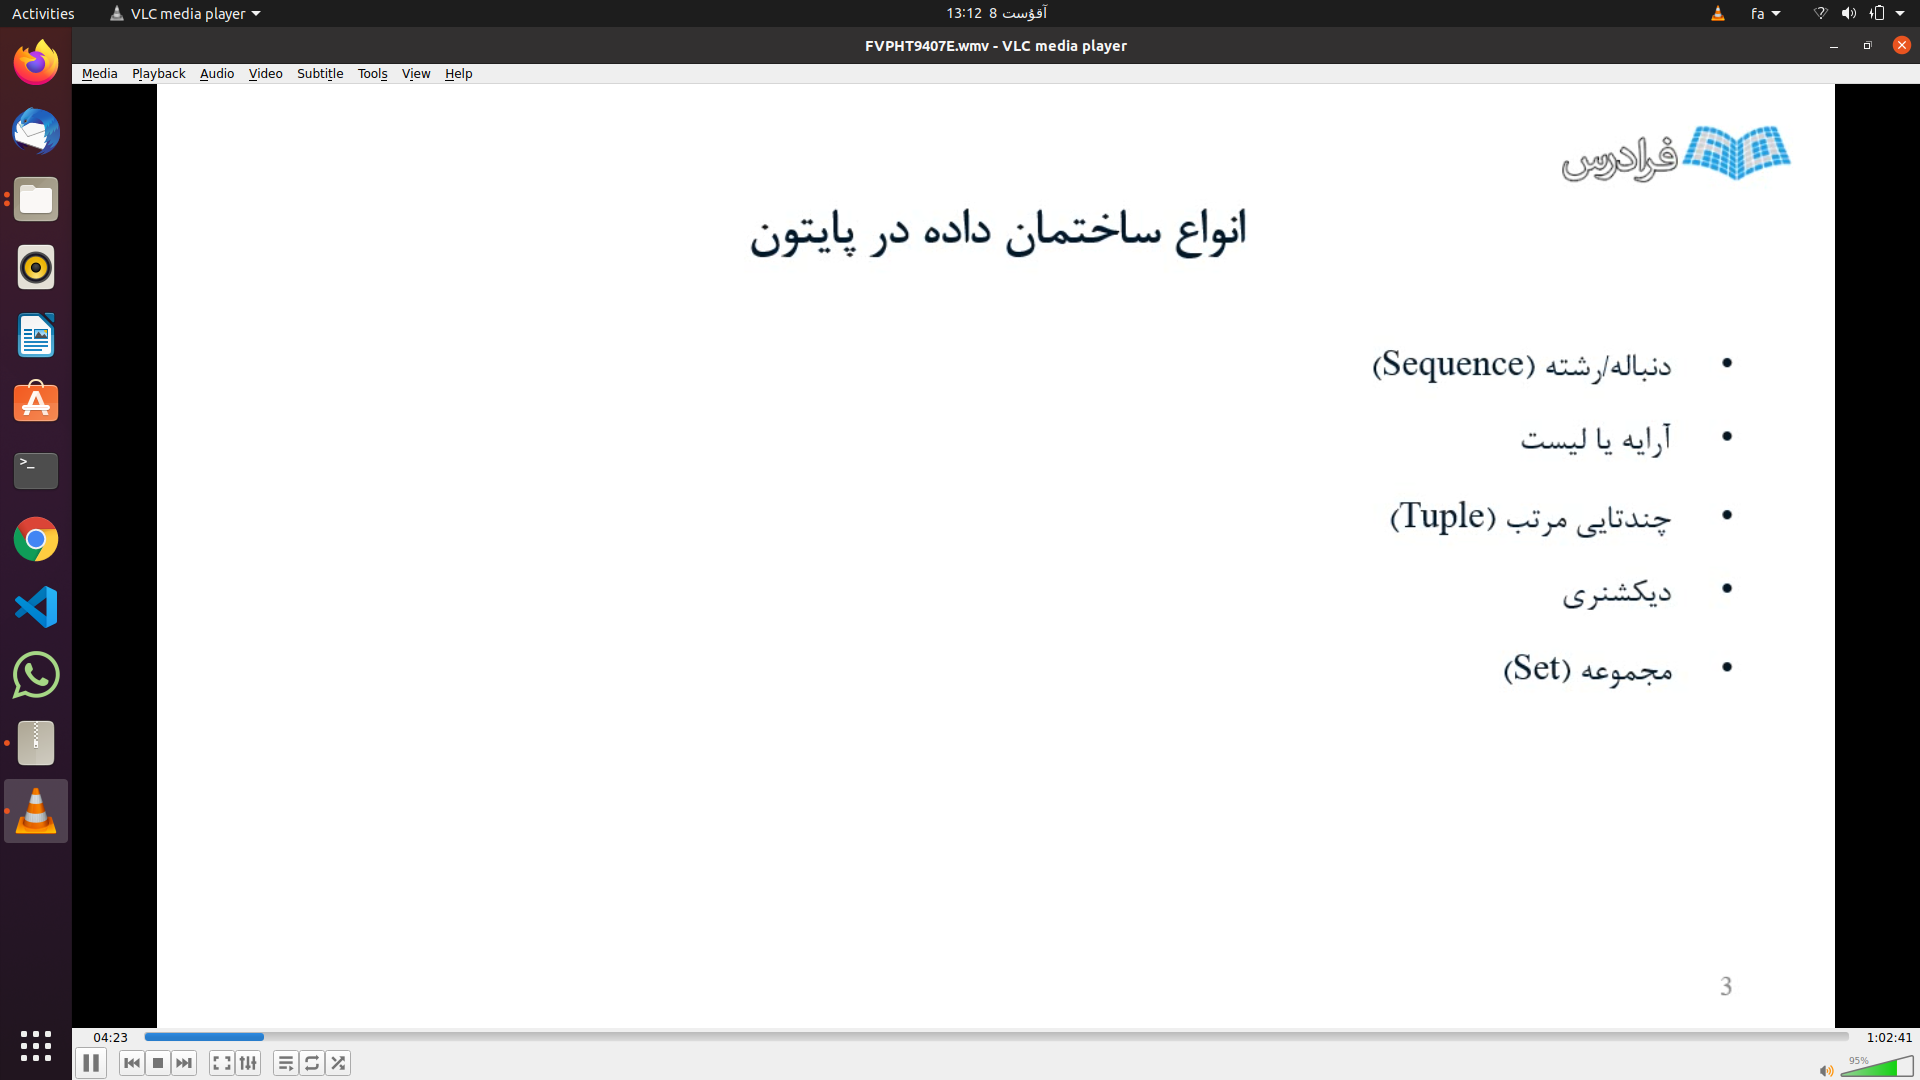 Activities
VLC media player
آقۇست 8 13:12
fa
FVPHT9407E.wmv - VLC media player
Media Playback Audio Video Subtitle Tools View Help
فرادرس
انواع ساختمان داده در پایتون
• دنباله/رشته (Sequence)
• آرایه یا لیست
• چندتایی مرتب (Tuple)
• دیکشنری
• مجموعه (Set)
3
04:23
1:02:41
95%